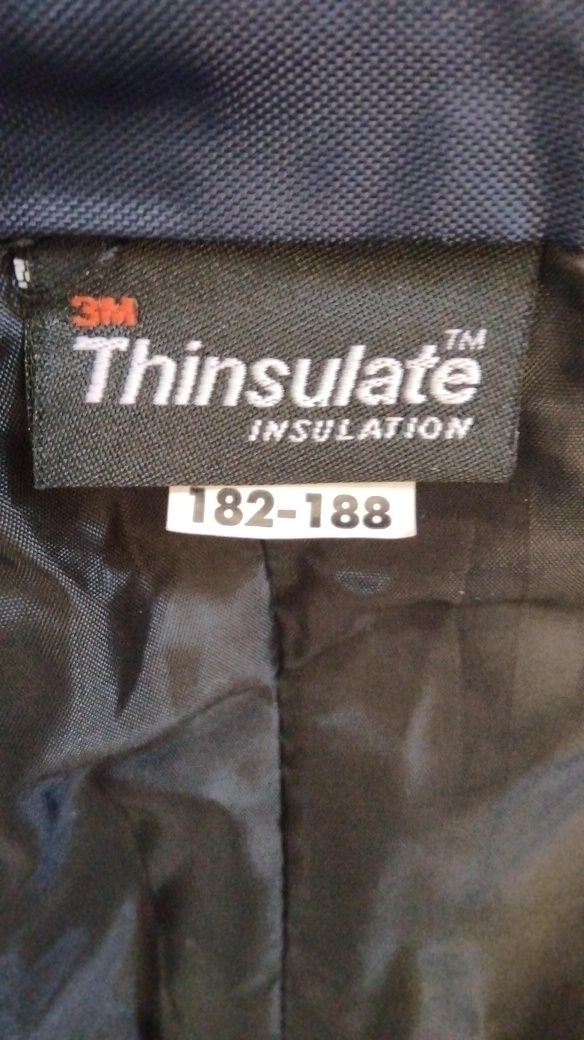 3M
Thinsulate™
INSULATION
182-188